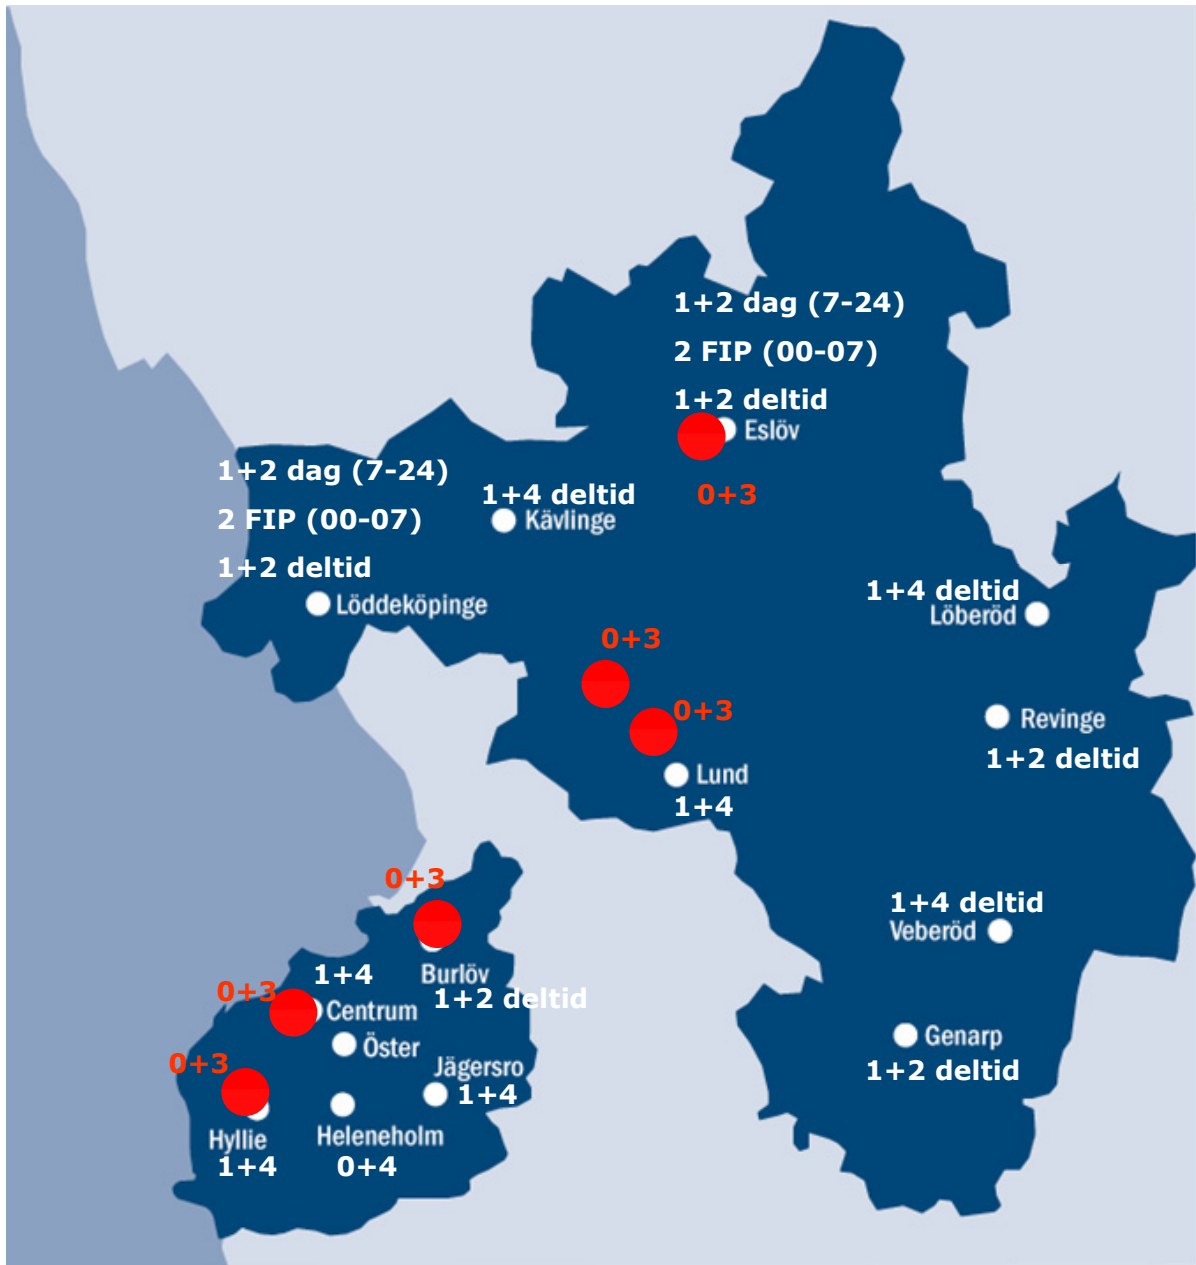 1+2 dag (7-24)
2 FIP (00-07)
1+2 deltid
Eslöv
0+3
1+2 dag (7-24)
2 FIP (00-07)
1+2 deltid
Löddeköpinge
1+4 deltid
Kävlinge
1+4 deltid
Löberöd
0+3
0+3
Lund
1+4
Revinge
1+2 deltid
0+3
Burlöv
1+2 deltid
1+4 deltid
Veberöd
0+3
1+4
Centrum
Öster
Genarp
1+2 deltid
0+3
Jägersro
1+4
Hyllie
1+4
Heleneholm
0+4